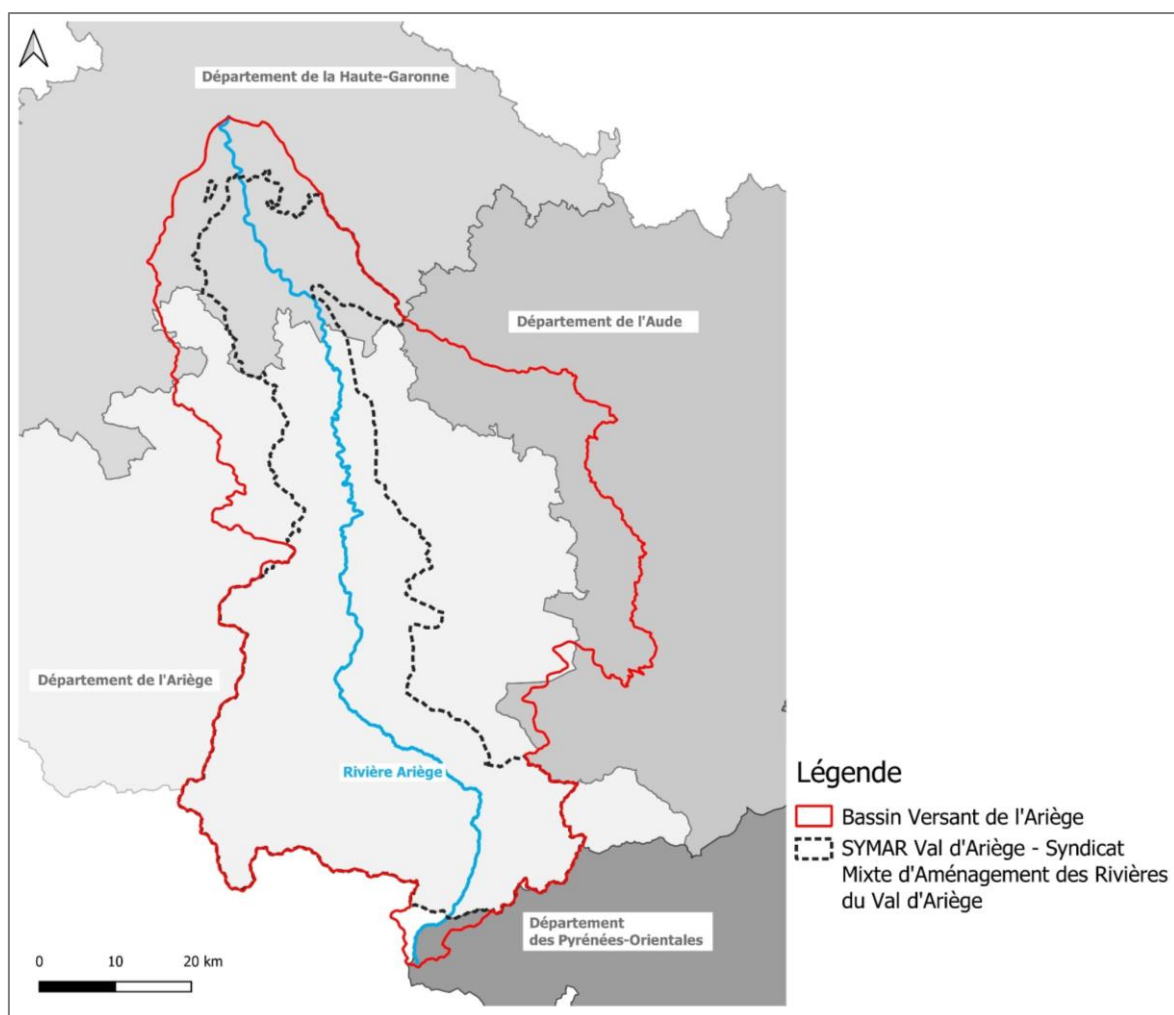 Département de la Haute-Garonne
Département de l'Aude
Département de l'Ariège
Rivière Ariège
Département
des Pyrénées-Orientales
0 10 20 km
Légende
Bassin Versant de l'Ariège
SYMAR Val d'Ariège - Syndicat
Mixte d'Aménagement des Rivières
du Val d'Ariège